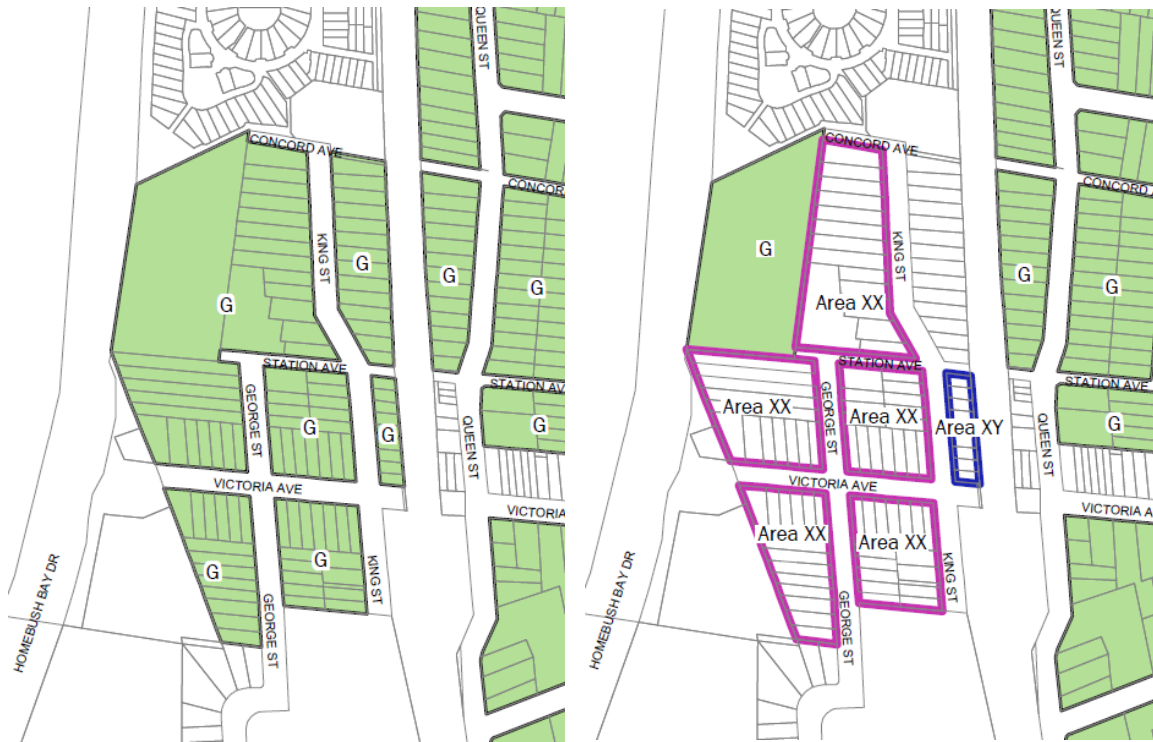 QUEEN ST
CONCORD AVE
CONCORD
KING ST
G
G
G
G
STATION AVE
STATION AV
GEORGE ST
G
G
G
QUEEN ST
VICTORIA AVE
VICTORIA
G
G
KING ST
GEORGE ST
HOMEBUSH BAY DR
QUEEN ST
CONCORD AVE
CONCORD A
KING ST
G
G
G
Area XX
STATION AVE
STATION AVE
GEORGE ST
Area XX
Area XX
Area XY
G
QUEEN ST
VICTORIA AVE
VICTORIA A
Area XX
Area XX
KING ST
GEORGE ST
HOMEBUSH BAY DR